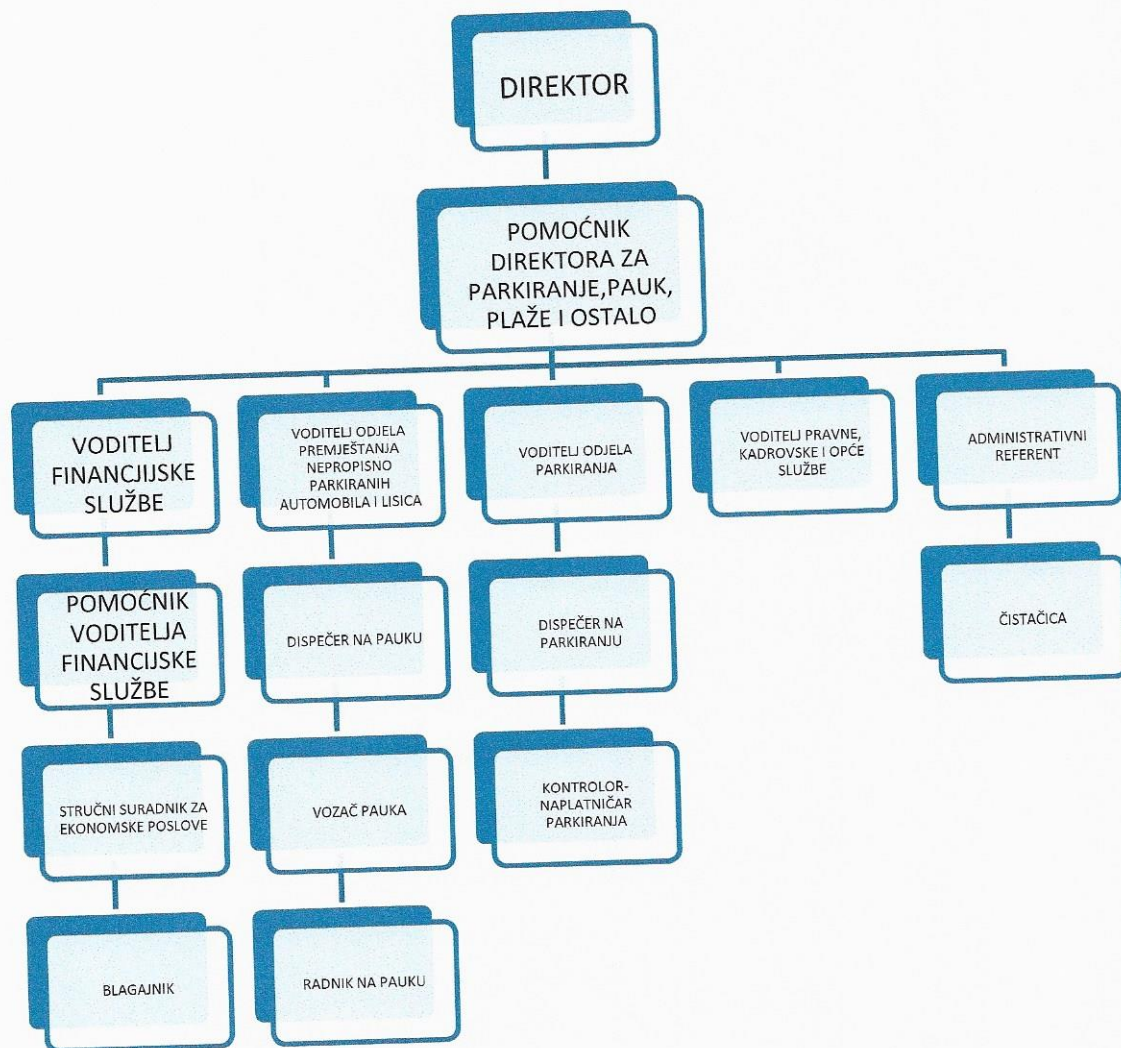 DIREKTOR
POMOĆNIK
DIREKTORA ZA
PARKIRANJE,PAUK,
PLAŽE I OSTALO
VODITELJ
FINANCIJJSKE
SLUŽBE
VODITELJ ODJELA
PREMJEŠTANJA
NEPROPISNO
PARKIRANIH
AUTOMOBILA I LISICA
VODITELJ ODJELA
PARKIRANJA
VODITELJ PRAVNE,
KADROVSKE I OPĆE
SLUŽBE
ADMINISTRATIVNI
REFERENT
POMOĆNIK
VODITELJA
FINANCIJSKE
SLUŽBE
DISPEČER NA PAUKU
DISPEČER NA
PARKIRANJU
ČISTAČICA
STRUČNI SURADNIK ZA
EKONOMSKE POSLOVE
VOZAČ PAUKA
KONTROLOR-
NAPLATNIČAR
PARKIRANJA
BLAGAJNIK
RADNIK NA PAUKU